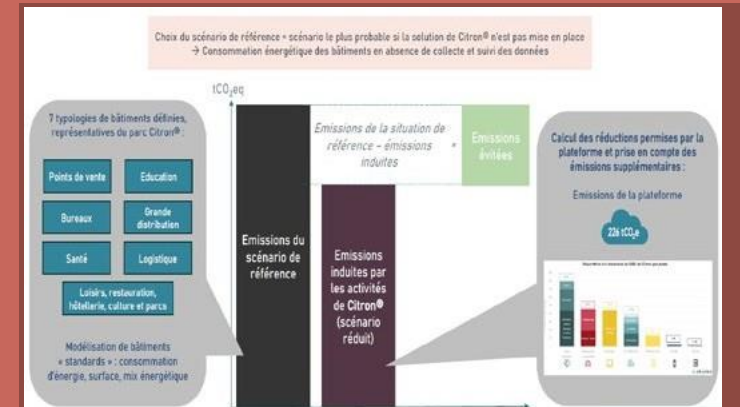 Choix du scénario de référence = scénario le plus probable si la solution de Citron® n'est pas mise en place
→ Consommation énergétique des bâtiments en absence de collecte et suivi des données
tCO₂eq
7 typologies de bâtiments définies,
représentatives du parc Citron® :
Points de vente
Education
Bureaux
Grande
distribution
Santé
Logistique
Loisirs, restauration,
hôtellerie, culture et parcs
Modélisation de bâtiments
« standards » : consommation
d'énergie, surface, mix énergétique
Emissions du
scénario de
référence
Emissions de la situation de
référence – émissions
induites
=
Emissions
évitées
Emissions
induites par
les activités
de Citron®
(scénario
réduit)
Calcul des réductions permises par la
plateforme et prise en compte des
émissions supplémentaires :
Emissions de la plateforme
226 tCO₂e